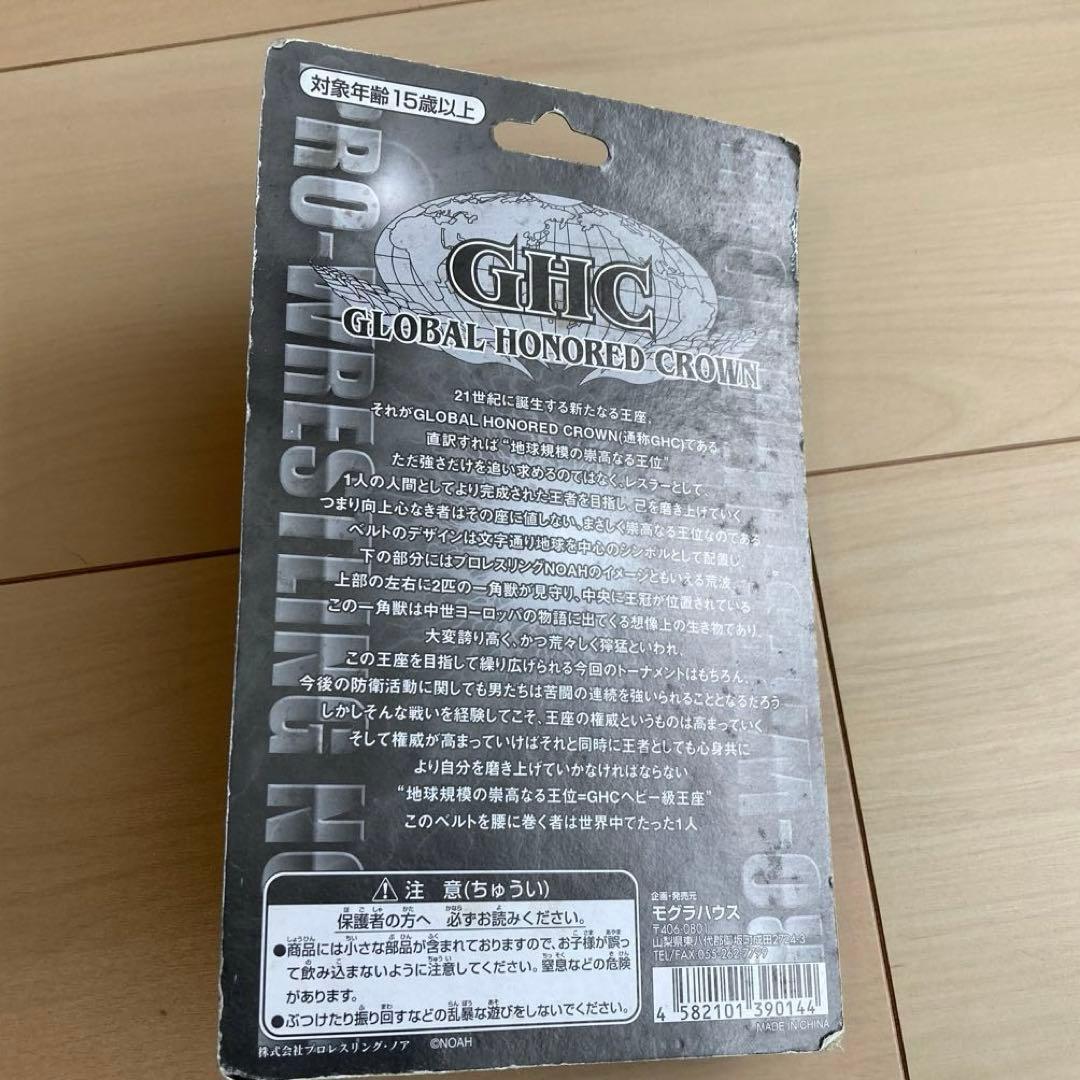 対象年齢15歳以上
PRO-WRESTLING NO
GHC
GLOBAL HONORED CROWN
21世紀に誕生する新たなる王座、
それがGLOBAL HONORED CROWN(通称GHC)である
直訳すれば“地球規模の崇高なる王位”
ただ強さだけを追い求めるのではなく、レスラーとして、
1人の人間としてより完成された王者を目指し、己を磨き上げていく
つまり向上心なき者はその座に値しない、まさしく崇高なる王位なのである
ベルトのデザインは文字通り地球を中心のシンボルとして配置し、
下の部分にはプロレスリングNOAHのイメージともいえる荒波、
上部の左右に2匹の一角獣が見守り、中央に王冠が位置されている
この一角獣は中世ヨーロッパの物語に出てくる想像上の生き物であり、
大変誇り高く、かつ荒々しく獰猛といわれ、
この王座を目指して繰り広げられる今回のトーナメントはもちろん、
今後の防衛活動に関しても男たちは苦闘の連続を強いられることとなるだろう
しかしそんな戦いを経験してこそ、王座の権威というものは高まっていく
そして権威が高まっていけばそれと同時に王者としても心身共に
より自分を磨き上げていかなければならない
“地球規模の崇高なる王位=GHCヘビー級王座”
このベルトを腰に巻く者は世界中でたった1人
⚠注 意(ちゅうい)
保護者の方へ 必ずお読みください。
●商品には小さな部品が含まれておりますので、お子様が誤っ
て飲み込まないように注意してください。窒息などの危険
があります。
●ぶつけたり振り回すなどの乱暴な遊びをしないでください。
企画・発売元
モグラハウス
〒406-0801
山梨県東八代郡御坂町成田2724-3
TEL/FAX:055-262-7799
4 582101 390144
MADE IN CHINA
株式会社プロレスリング・ノア ©NOAH